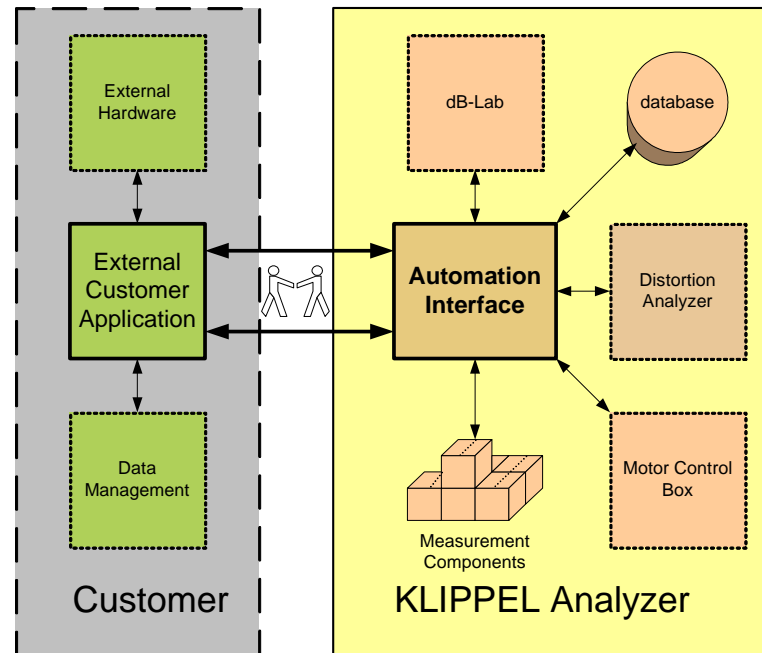 External
Hardware
External
Customer
Application
Data
Management
Customer
dB-Lab
database
Automation
Interface
Distortion
Analyzer
Measurement
Components
Motor Control
Box
KLIPPEL Analyzer